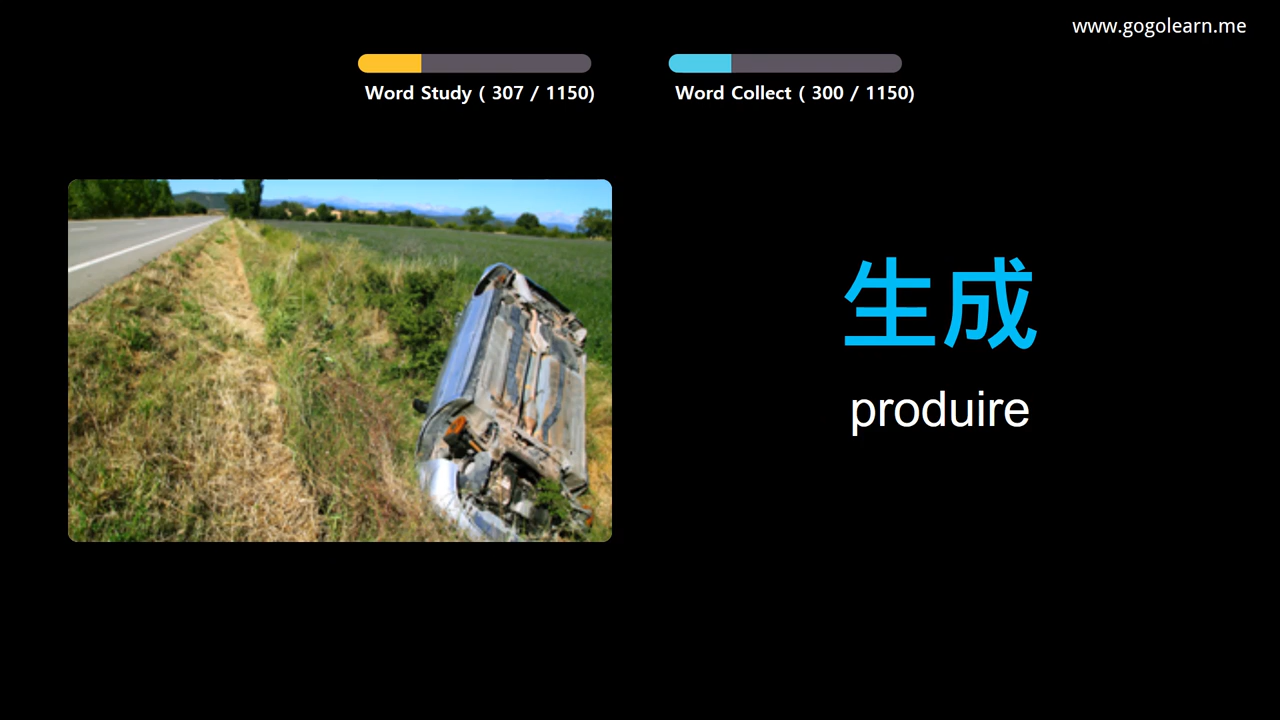 www.gogolearn.me
Word Study ( 307 / 1150)
Word Collect ( 300 / 1150)
生成
produire